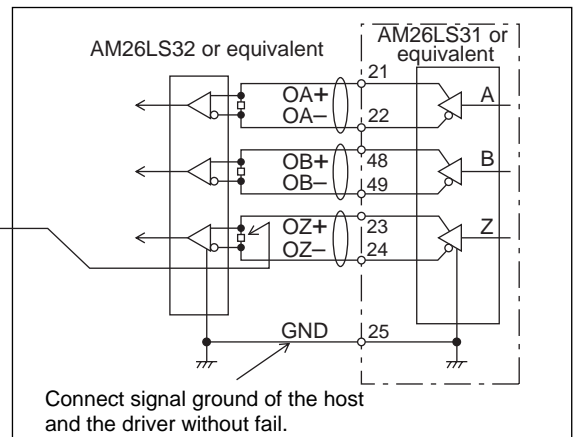 AM26LS32 or equivalent
AM26LS31 or
equivalent
21
OA+
A
OA−
22
OB+
48
B
OB−
49
OZ+
23
Z
OZ−
24
GND
25
Connect signal ground of the host
and the driver without fail.